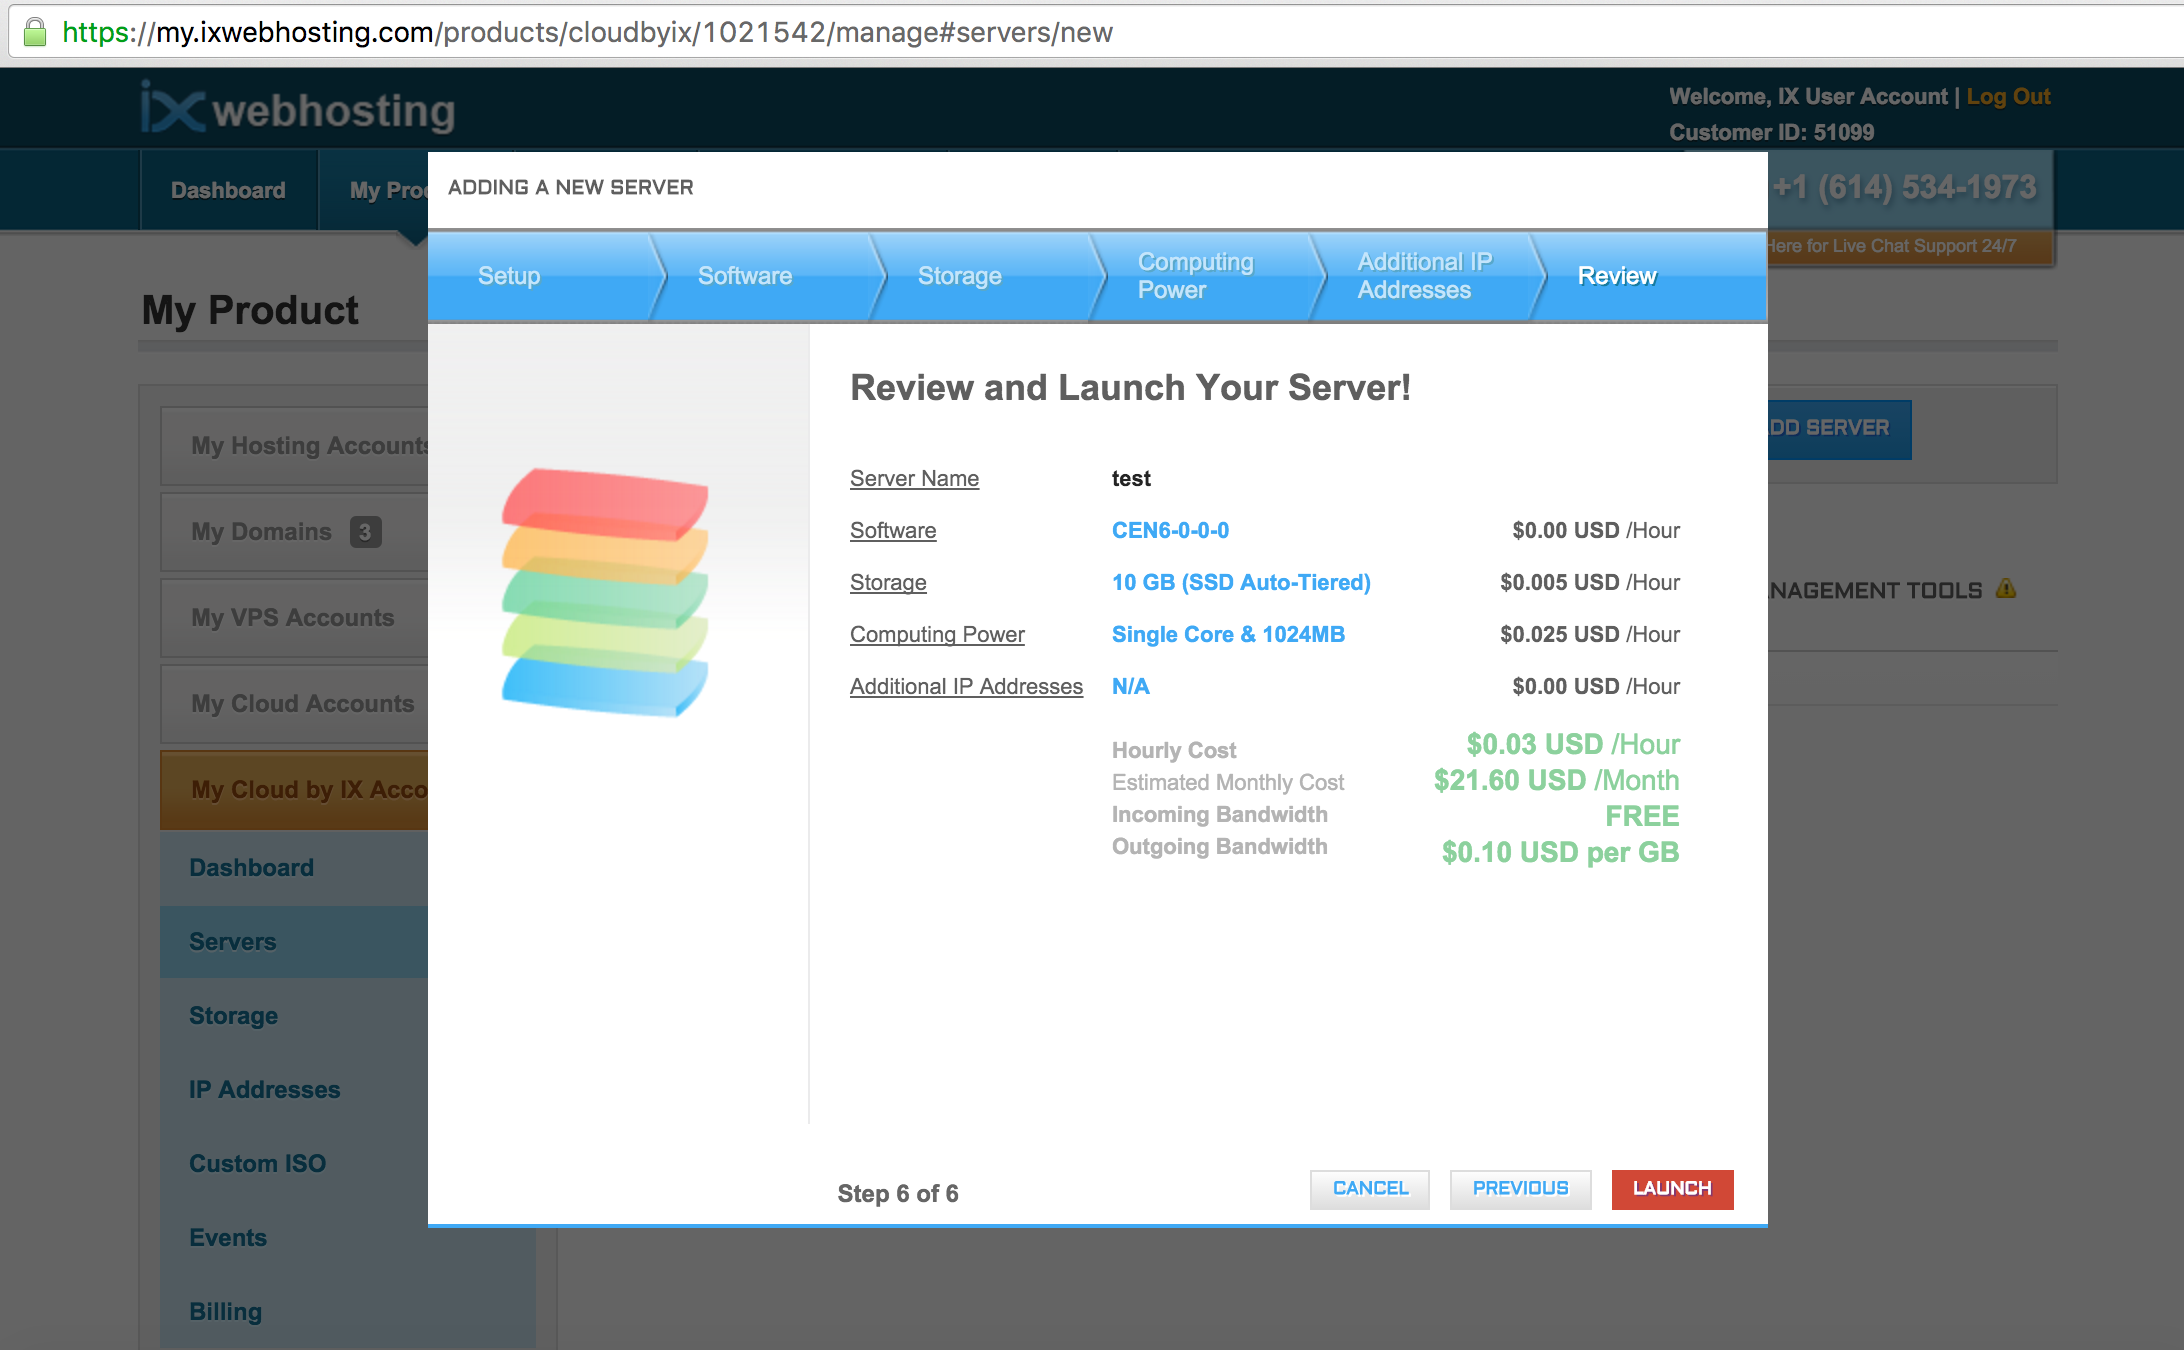 https://my.ixwebhosting.com/products/cloudbyix/1021542/manage#servers/new
ix webhosting
Welcome, IX User Account | Log Out
Customer ID: 51099
Dashboard
My Pro
+1 (614) 534-1973
Here for Live Chat Support 24/7
ADDING A NEW SERVER
Setup
Software
Storage
Computing
Power
Additional IP
Addresses
Review
My Product
My Hosting Accounts
My Domains 3
My VPS Accounts
My Cloud Accounts
My Cloud by IX Acco
Dashboard
Servers
Storage
IP Addresses
Custom ISO
Events
Billing
DD SERVER
NAGEMENT TOOLS
Review and Launch Your Server!
Server Name test
Software CEN6-0-0-0 $0.00 USD /Hour
Storage 10 GB (SSD Auto-Tiered) $0.005 USD /Hour
Computing Power Single Core & 1024MB $0.025 USD /Hour
Additional IP Addresses N/A $0.00 USD /Hour
Hourly Cost $0.03 USD /Hour
Estimated Monthly Cost $21.60 USD /Month
Incoming Bandwidth FREE
Outgoing Bandwidth $0.10 USD per GB
Step 6 of 6
CANCEL
PREVIOUS
LAUNCH